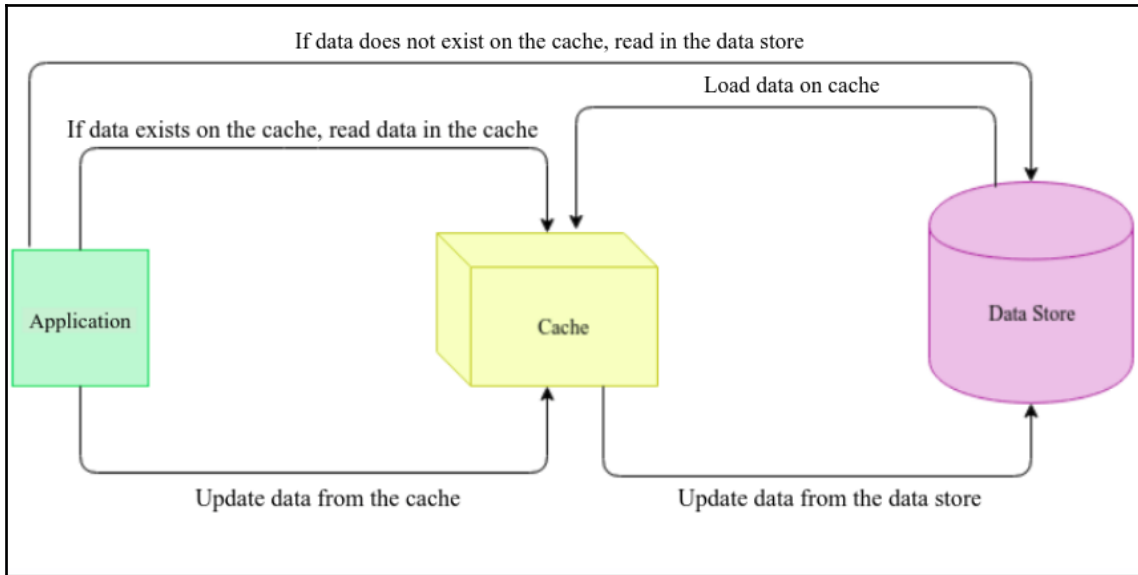 If data does not exist on the cache, read in the data store
Load data on cache
If data exists on the cache, read data in the cache
Application
Cache
Data Store
Update data from the cache
Update data from the data store